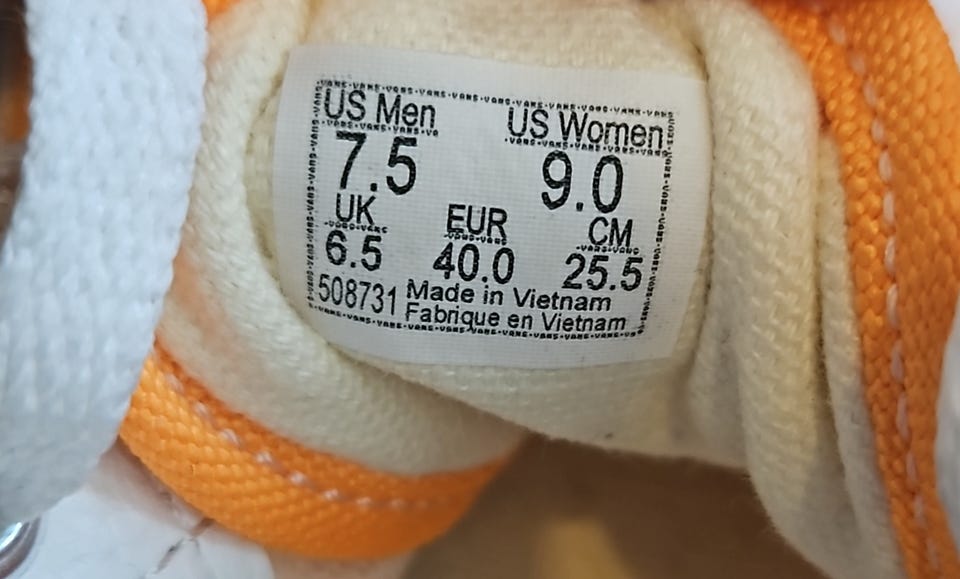 US Men US Women
7.5 9.0
UK EUR CM
6.5 40.0 25.5
508731 Made in Vietnam
Fabrique en Vietnam